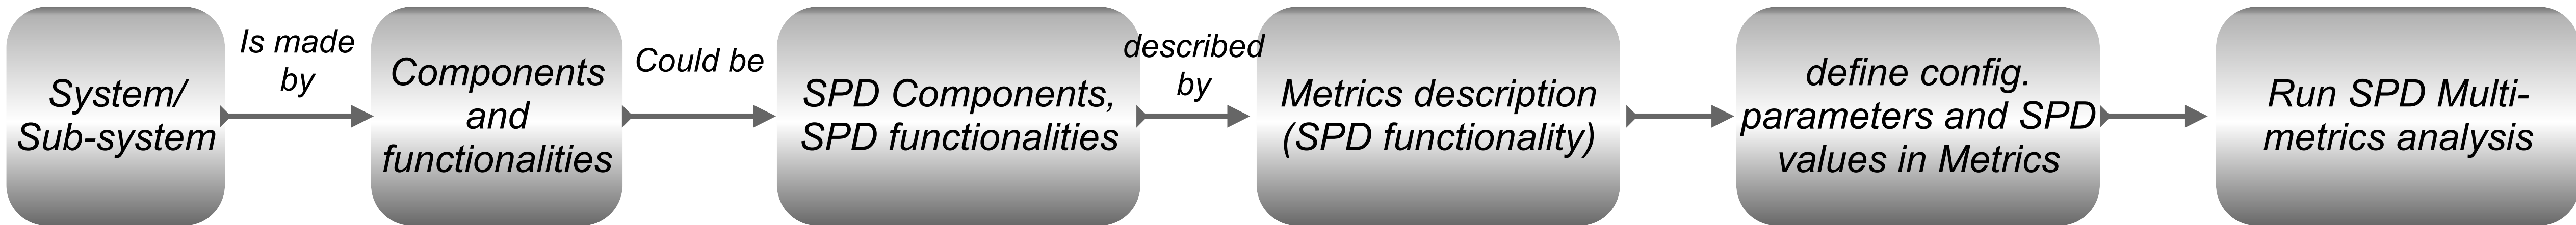 System/
Sub-system
Is made
by
Components
and
functionalities
Could be
SPD Components,
SPD functionalities
described
by
Metrics description
(SPD functionality)
define config.
parameters and SPD
values in Metrics
Run SPD Multi-
metrics analysis